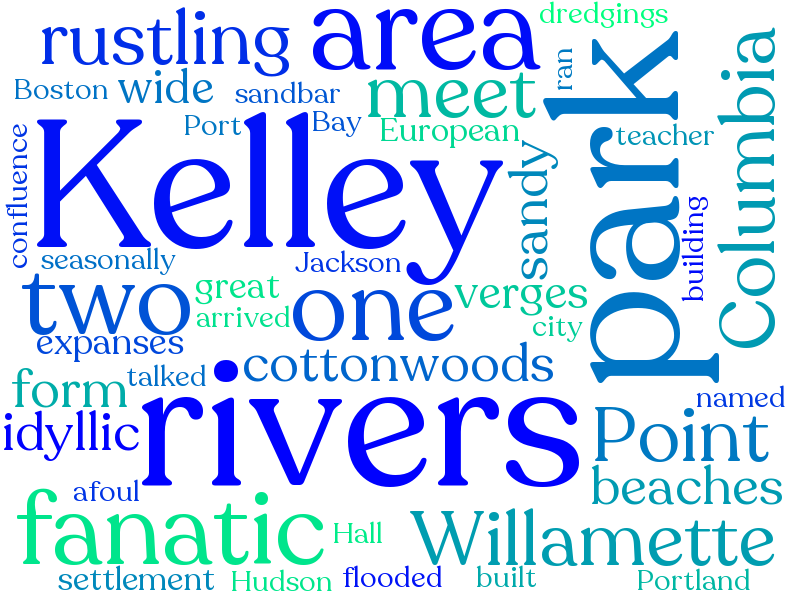 dredgings
rustling
area
ran
Boston
wide
sandbar
meet
park
Columbia
Port
Bay
European
teacher
confluence
Kelley
sandy
building
seasonally
Jackson
two
great
one
verges
arrived
city
expanses
cottonwoods
form
talked
named
idyllic
rivers
Point
afoul
beaches
fanatic
Hall
Willamette
settlement
Hudson
flooded
built
Portland